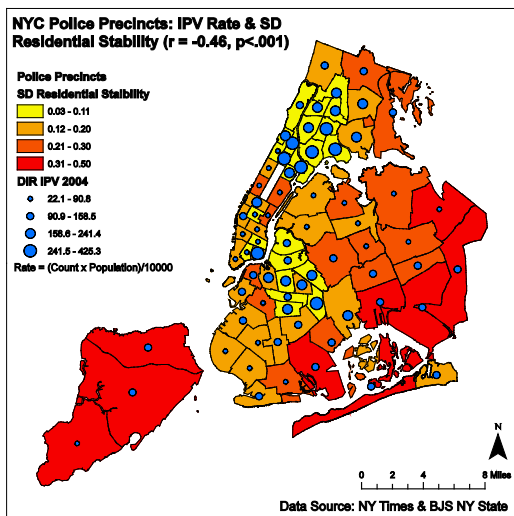 NYC Police Precincts: IPV Rate & SD
Residential Stability (r = -0.46, p<.001)
Police Precincts
SD Residential Staibility
0.03 - 0.11
0.12 - 0.20
0.21 - 0.30
0.31 - 0.50
DIR IPV 2004
22.1 - 90.8
90.9 - 158.5
158.6 - 241.4
241.5 - 425.3
Rate = (Count x Population)/10000
N
0 2 4 8 Miles
Data Source: NY Times & BJS NY State